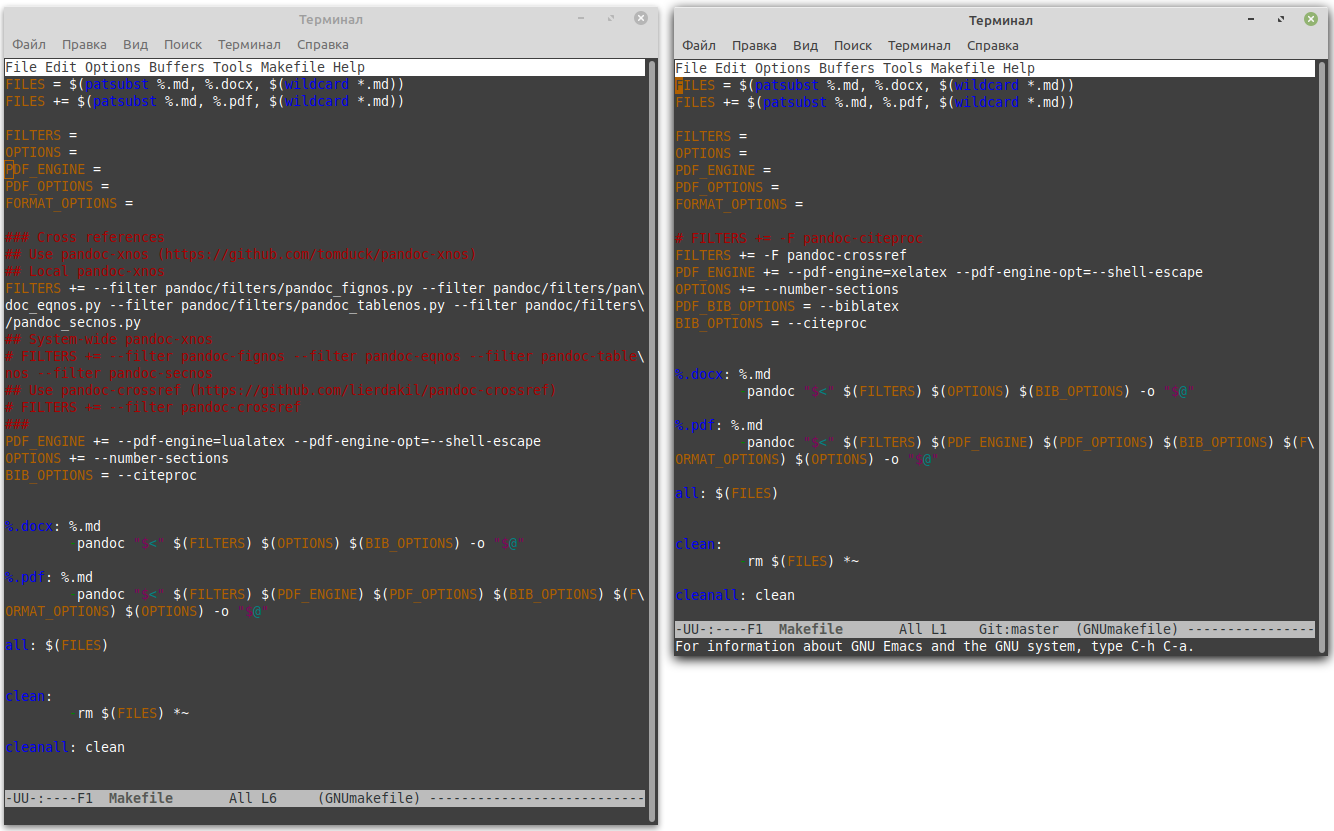 Терминал
Файл Правка Вид Поиск Терминал Справка
File Edit Options Buffers Tools Makefile Help
FILES = $(patsubst %.md, %.docx, $(wildcard *.md))
FILES += $(patsubst %.md, %.pdf, $(wildcard *.md))
FILTERS =
OPTIONS =
PDF_ENGINE =
PDF_OPTIONS =
FORMAT_OPTIONS =
### Cross references
## Use pandoc-xnos (https://github.com/tomduck/pandoc-xnos)
## Local pandoc-xnos
FILTERS += --filter pandoc/filters/pandoc_fignos.py --filter pandoc/filters/pan\
doc_eqnos.py --filter pandoc/filters/pandoc_tablenos.py --filter pandoc/filters\
/pandoc_secnos.py
## System-wide pandoc-xnos
# FILTERS += --filter pandoc-fignos --filter pandoc-eqnos --filter pandoc-table\
nos --filter pandoc-secnos
## Use pandoc-crossref (https://github.com/lierdakil/pandoc-crossref)
# FILTERS += --filter pandoc-crossref
###
PDF_ENGINE += --pdf-engine=lualatex --pdf-engine-opt=--shell-escape
OPTIONS += --number-sections
BIB_OPTIONS = --citeproc
%.docx: %.md
-pandoc "$<" $(FILTERS) $(OPTIONS) $(BIB_OPTIONS) -o "$@"
%.pdf: %.md
-pandoc "$<" $(FILTERS) $(PDF_ENGINE) $(PDF_OPTIONS) $(BIB_OPTIONS) $(F\
ORMAT_OPTIONS) $(OPTIONS) -o "$@"
all: $(FILES)
clean:
-rm $(FILES) *~
cleanall: clean
-UU-:----F1 Makefile All L6 (GNUmakefile) ---------------------------
Терминал
Файл Правка Вид Поиск Терминал Справка
File Edit Options Buffers Tools Makefile Help
FILES = $(patsubst %.md, %.docx, $(wildcard *.md))
FILES += $(patsubst %.md, %.pdf, $(wildcard *.md))
FILTERS =
OPTIONS =
PDF_ENGINE =
PDF_OPTIONS =
FORMAT_OPTIONS =
# FILTERS += -F pandoc-citeproc
FILTERS += -F pandoc-crossref
PDF_ENGINE += --pdf-engine=xelatex --pdf-engine-opt=--shell-escape
OPTIONS += --number-sections
PDF_BIB_OPTIONS = --biblatex
BIB_OPTIONS = --citeproc
%.docx: %.md
-pandoc "$<" $(FILTERS) $(OPTIONS) $(BIB_OPTIONS) -o "$@"
%.pdf: %.md
-pandoc "$<" $(FILTERS) $(PDF_ENGINE) $(PDF_OPTIONS) $(BIB_OPTIONS) $(F\
ORMAT_OPTIONS) $(OPTIONS) -o "$@"
all: $(FILES)
clean:
-rm $(FILES) *~
cleanall: clean
-UU-:----F1 Makefile All L1 Git:master (GNUmakefile) ----------------
For information about GNU Emacs and the GNU system, type C-h C-a.